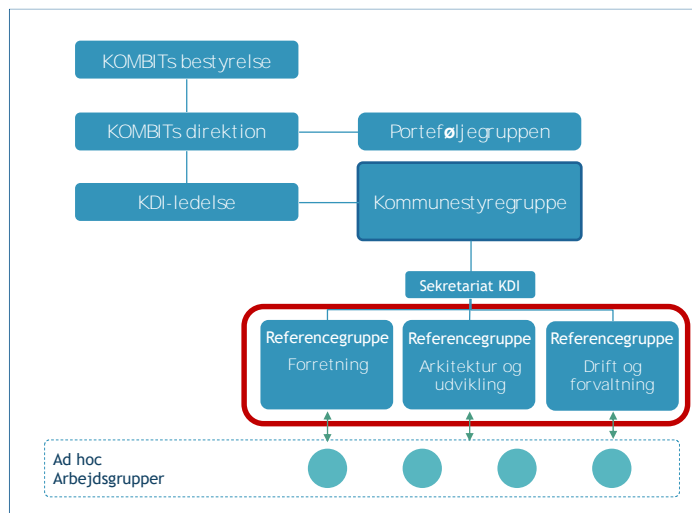 KOMBITs bestyrelse
KOMBITs direktion
Porteføljegruppen
KDI-ledelse
Kommunestyregruppe
Sekretariat KDI
Referencegruppe
Forretning
Referencegruppe
Arkitektur og
udvikling
Referencegruppe
Drift og
forvaltning
Ad hoc
Arbejdsgrupper